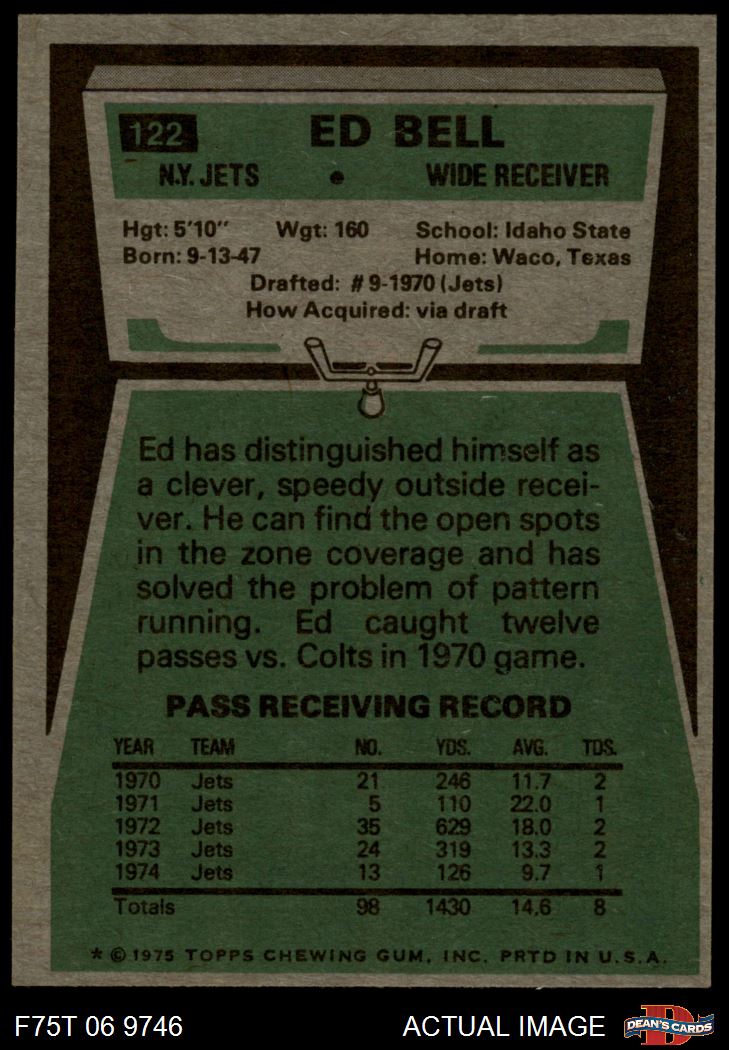 122
ED BELL
N.Y. JETS • WIDE RECEIVER
Hgt: 5'10" Wgt: 160 School: Idaho State
Born: 9-13-47 Home: Waco, Texas
Drafted: #9-1970 (Jets)
How Acquired: via draft
Ed has distinguished himself as
a clever, speedy outside recei-
ver. He can find the open spots
in the zone coverage and has
solved the problem of pattern
running. Ed caught twelve
passes vs. Colts in 1970 game.
PASS RECEIVING RECORD
YEAR TEAM NO. YDS. AVG. TDS.
1970 Jets 21 246 11.7 2
1971 Jets 5 110 22.0 1
1972 Jets 35 629 18.0 2
1973 Jets 24 319 13.3 2
1974 Jets 13 126 9.7 1
Totals 98 1430 14.6 8
* © 1975 TOPPS CHEWING GUM, INC. PRTD IN U.S.A.
F75T 06 9746 ACTUAL IMAGE
D
DEAN'S CARDS